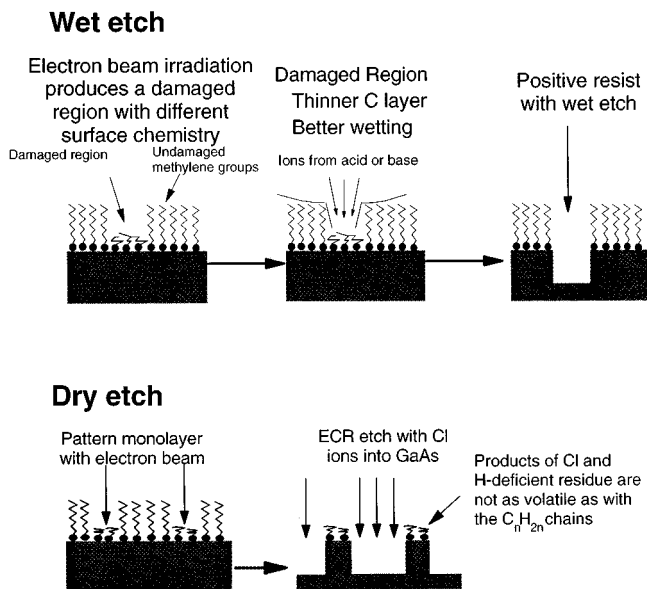 Wet etch
Electron beam irradiation
produces a damaged
region with different
surface chemistry
Damaged region
Undamaged
methylene groups
Damaged Region
Thinner C layer
Better wetting
Ions from acid or base
Positive resist
with wet etch
Dry etch
Pattern monolayer
with electron beam
ECR etch with Cl
ions into GaAs
Products of Cl and
H-deficient residue are
not as volatile as with
the CnH2n chains